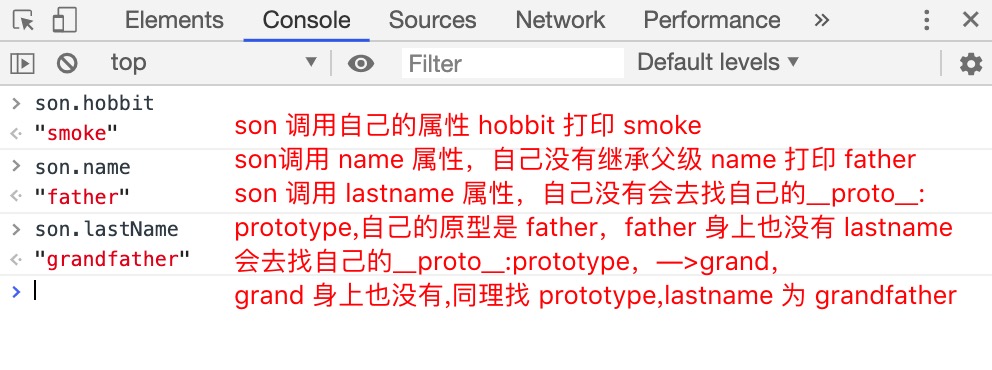 Elements Console Sources Network Performance »
top Filter Default levels
son.hobbit
"smoke"
son.name
"father"
son.lastName
"grandfather"
son 调用自己的属性 hobbit 打印 smoke
son调用 name 属性，自己没有继承父级 name 打印 father
son 调用 lastname 属性，自己没有会去找自己的__proto__:
prototype,自己的原型是 father，father 身上也没有 lastname
会去找自己的__proto__:prototype，—>grand，
grand 身上也没有,同理找 prototype,lastname 为 grandfather